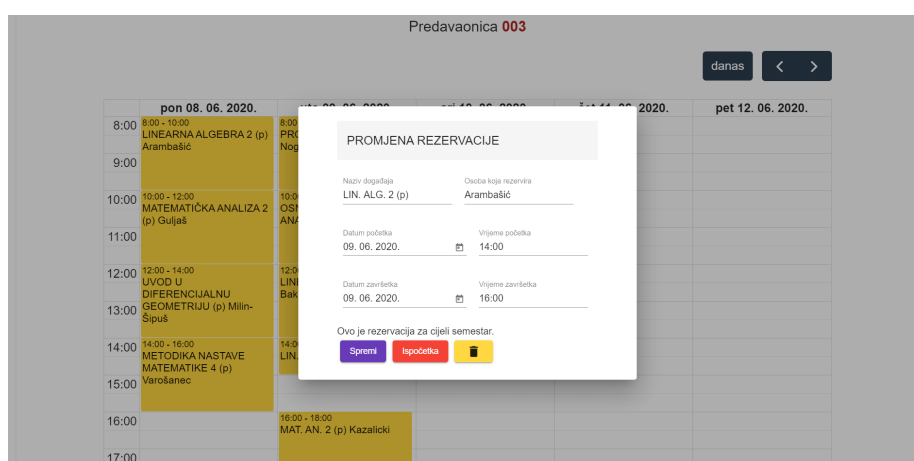 Predavaonica 003
danas
pon 08. 06. 2020.
2020.
pet 12. 06. 2020.
8:00
9:00
10:00
11:00
12:00
13:00
14:00
15:00
16:00
17:00
8:00 - 10:00
LINEARNA ALGEBRA 2 (p)
Arambašić
10:00 - 12:00
MATEMATIČKA ANALIZA 2
(p) Guljaš
12:00 - 14:00
UVOD U
DIFERENCIJALNU
GEOMETRIJU (p) Milin-
Šipuš
14:00 - 16:00
METODIKA NASTAVE
MATEMATIKE 4 (p)
Varošanec
16:00 - 18:00
MAT. AN. 2 (p) Kazalicki
PROMJENA REZERVACIJE
Naziv događaja
LIN. ALG. 2 (p)
Osoba koja rezervira
Arambašić
Datum početka
09. 06. 2020.
Vrijeme početka
14:00
Datum završetka
09. 06. 2020.
Vrijeme završetka
16:00
Ovo je rezervacija za cijeli semestar.
Spremi
Ispočetka